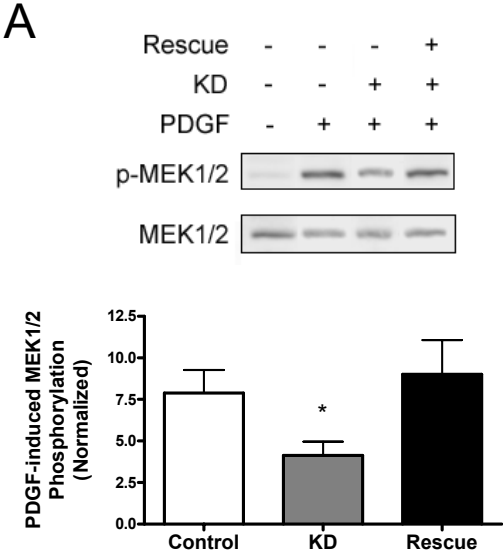 A
Rescue - - - +
KD - - + +
PDGF - + + +
p-MEK1/2
MEK1/2
PDGF-induced MEK1/2
Phosphorylation
(Normalized)
12.5
10.0
7.5
5.0
2.5
0.0
*
Control KD Rescue